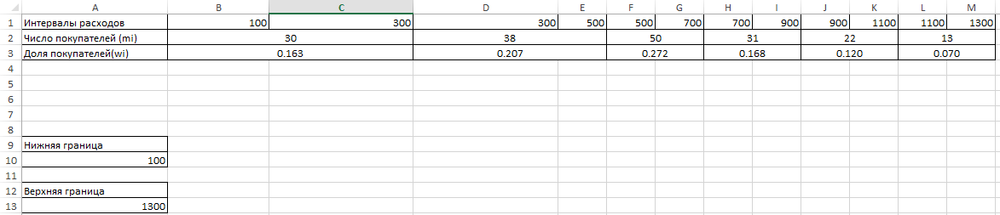 A B C D E F G H I J K L M
1 Интервалы расходов 100 300 300 500 500 700 700 900 900 1100 1100 1300
2 Число покупателей (mi) 30 38 50 31 22 13
3 Доля покупателей(wi) 0.163 0.207 0.272 0.168 0.120 0.070
4
5
6
7
8
9 Нижняя граница
10 100
11
12 Верхняя граница
13 1300